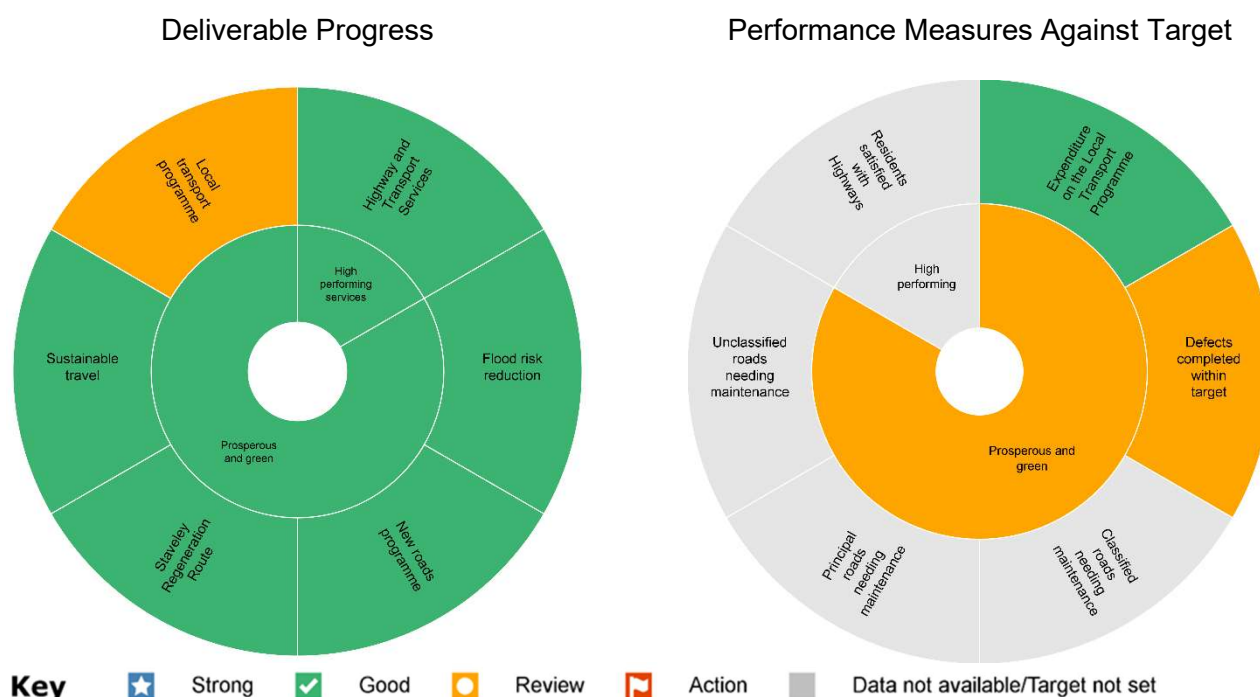 Deliverable Progress
Local
transport
programme
Highway and
Transport
Services
High
performing
services
Sustainable
travel
Flood risk
reduction
Prosperous
and green
Staveley
Regeneration
Route
New roads
programme
Performance Measures Against Target
Residents
satisfied
with
Highways
Expenditure
on the Local
Transport
Programme
High
performing
Unclassified
roads
needing
maintenance
Defects
completed
within
target
Prosperous and
green
Principal
roads
needing
maintenance
Classified
roads
needing
maintenance
Key Strong Good Review Action Data not available/Target not set